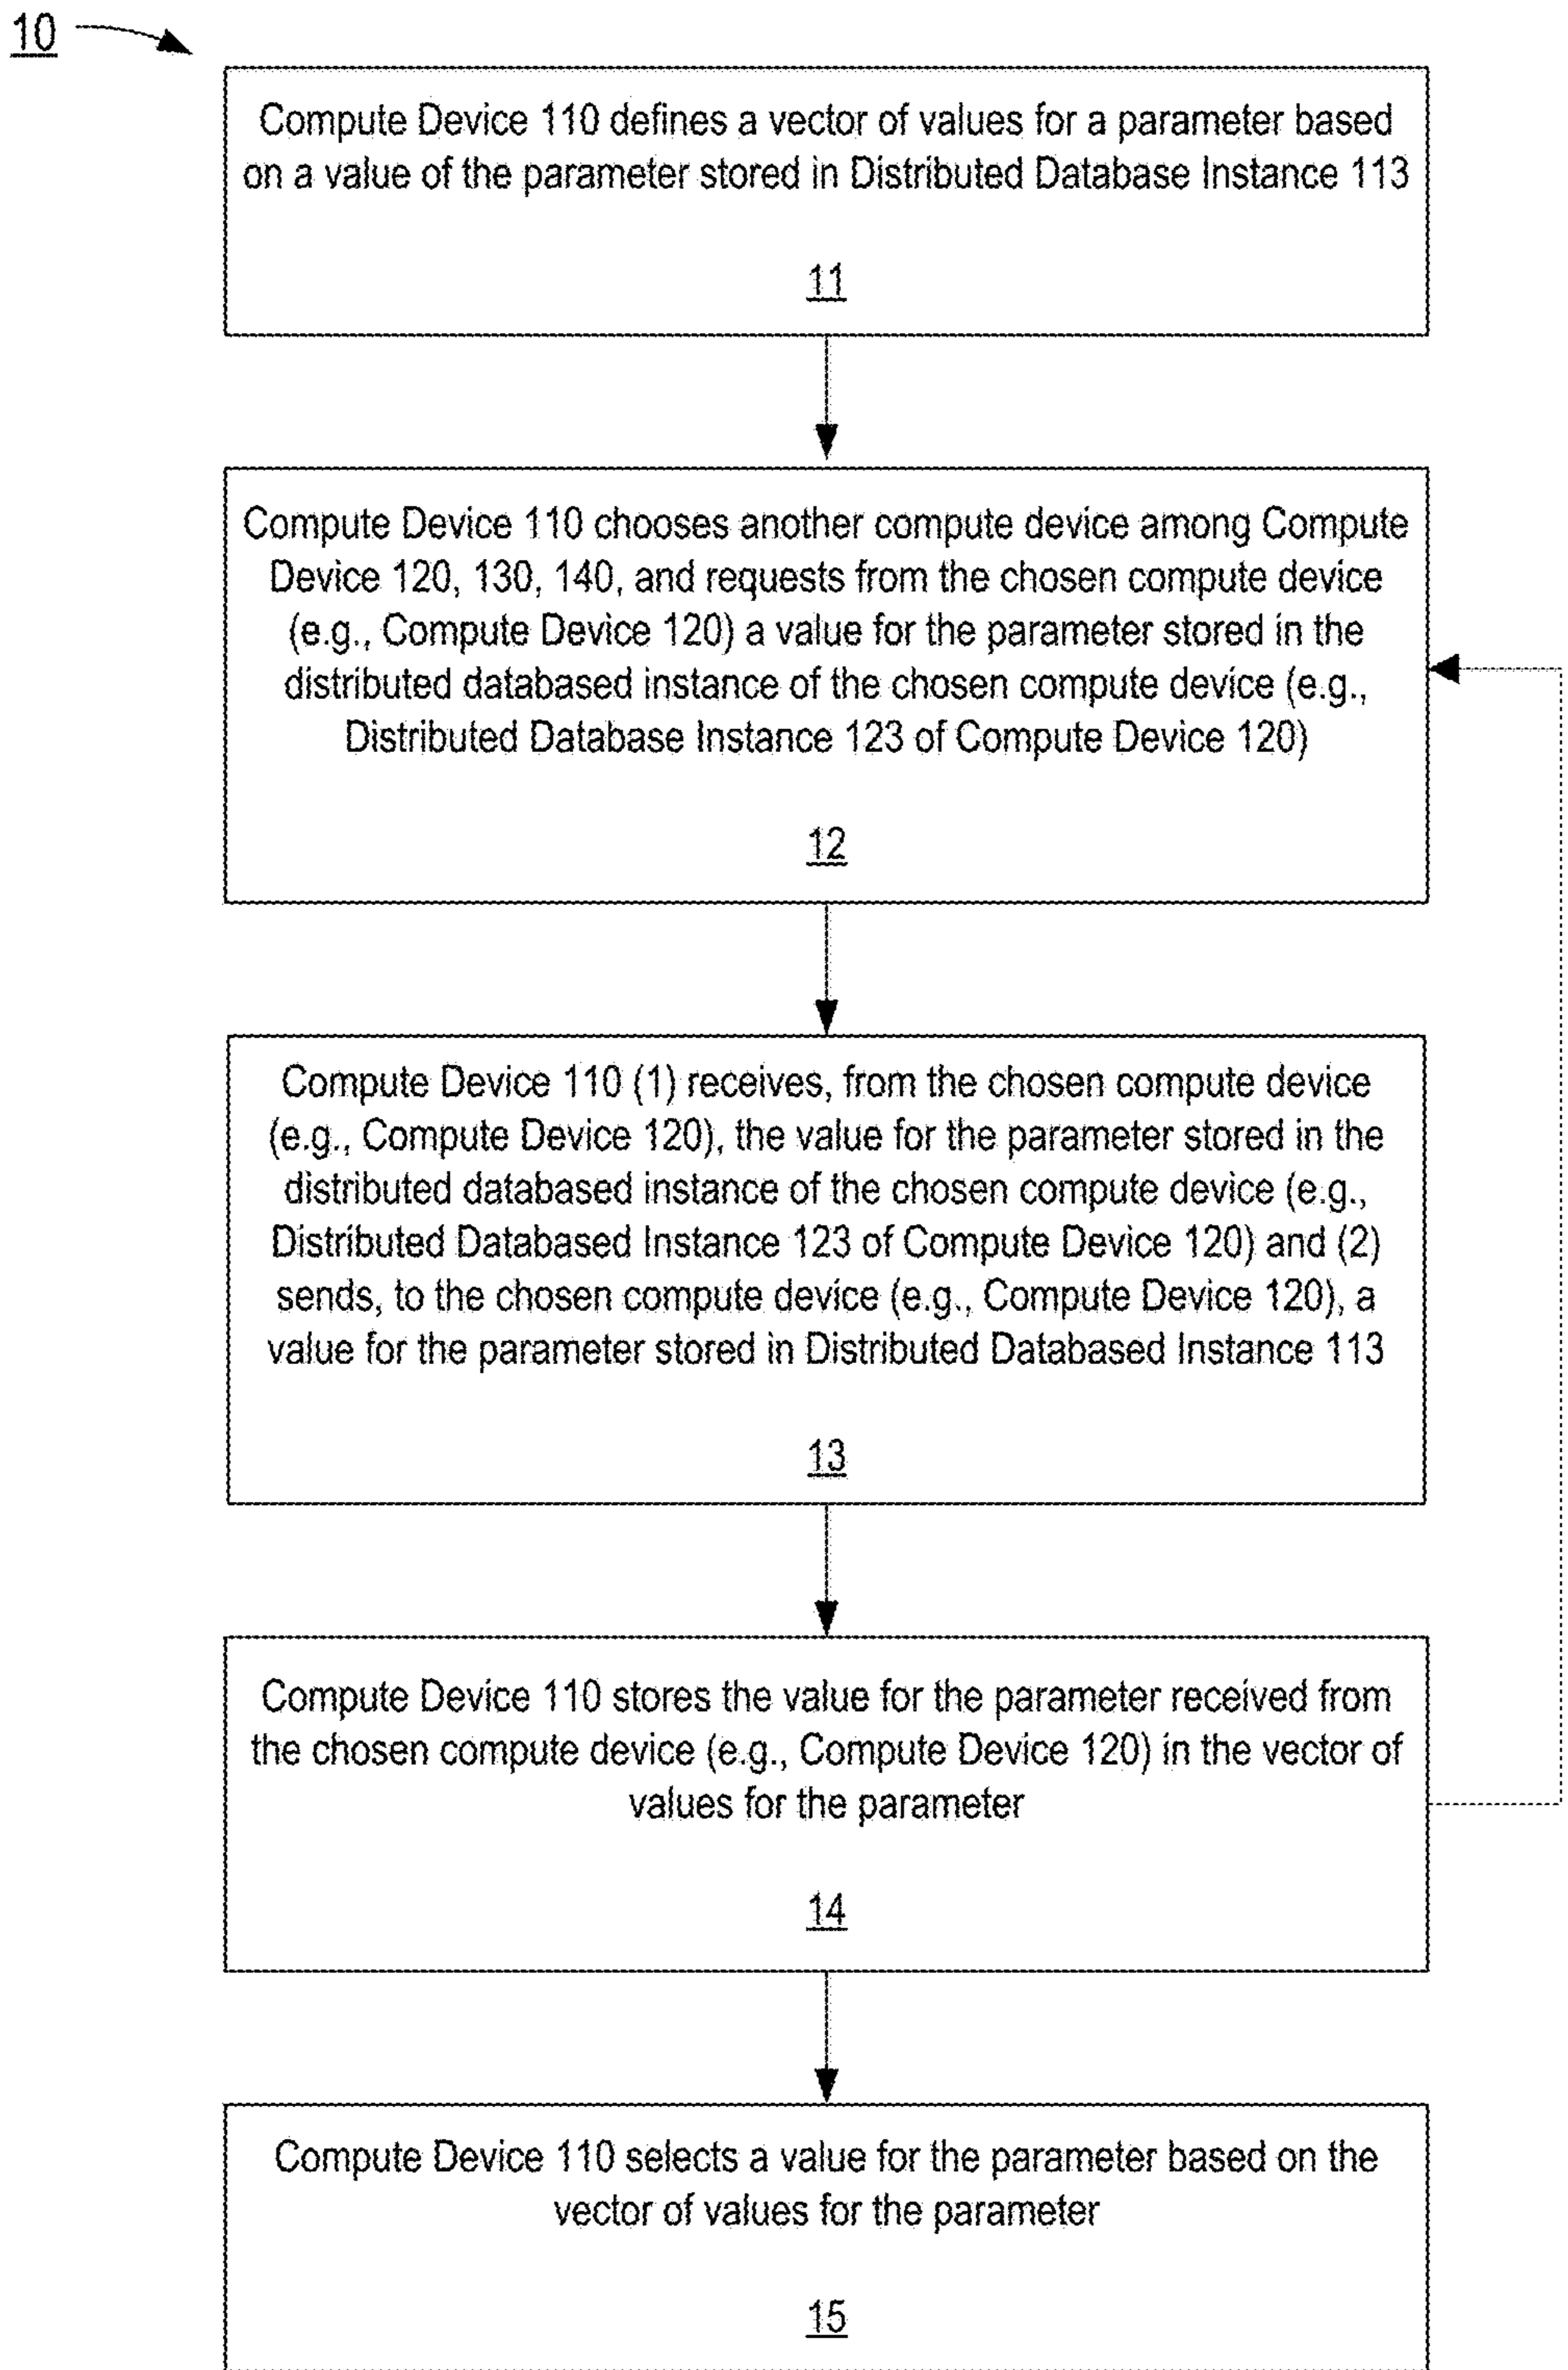 10
Compute Device 110 defines a vector of values for a parameter based
on a value of the parameter stored in Distributed Database Instance 113
11
Compute Device 110 chooses another compute device among Compute
Device 120, 130, 140, and requests from the chosen compute device
(e.g., Compute Device 120) a value for the parameter stored in the
distributed databased instance of the chosen compute device (e.g.,
Distributed Database Instance 123 of Compute Device 120)
12
Compute Device 110 (1) receives, from the chosen compute device
(e.g., Compute Device 120), the value for the parameter stored in the
distributed databased instance of the chosen compute device (e.g.,
Distributed Databased Instance 123 of Compute Device 120) and (2)
sends, to the chosen compute device (e.g., Compute Device 120), a
value for the parameter stored in Distributed Databased Instance 113
13
Compute Device 110 stores the value for the parameter received from
the chosen compute device (e.g., Compute Device 120) in the vector of
values for the parameter
14
Compute Device 110 selects a value for the parameter based on the
vector of values for the parameter
15